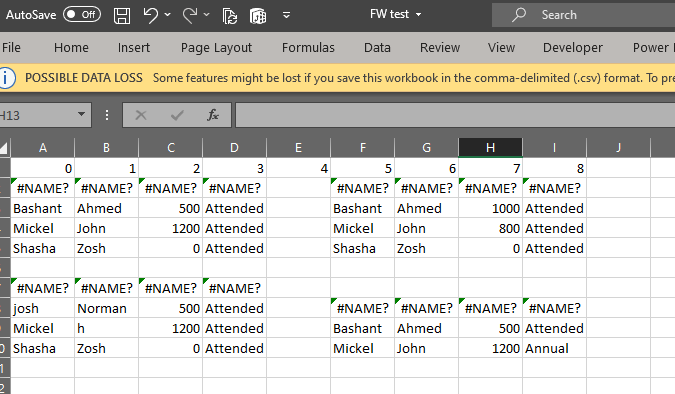 AutoSave Off FW test Search
File Home Insert Page Layout Formulas Data Review View Developer Power
POSSIBLE DATA LOSS Some features might be lost if you save this workbook in the comma-delimited (.csv) format. To pre
H13 fx
A B C D E F G H I J
0 1 2 3 4 5 6 7 8
#NAME? #NAME? #NAME? #NAME? #NAME? #NAME? #NAME? #NAME?
Bashant Ahmed 500 Attended Bashant Ahmed 1000 Attended
Mickel John 1200 Attended Mickel John 800 Attended
Shasha Zosh 0 Attended Shasha Zosh 0 Attended
#NAME? #NAME? #NAME? #NAME?
josh Norman 500 Attended #NAME? #NAME? #NAME? #NAME?
Mickel h 1200 Attended Bashant Ahmed 500 Attended
0 Shasha Zosh 0 Attended Mickel John 1200 Annual
1
2